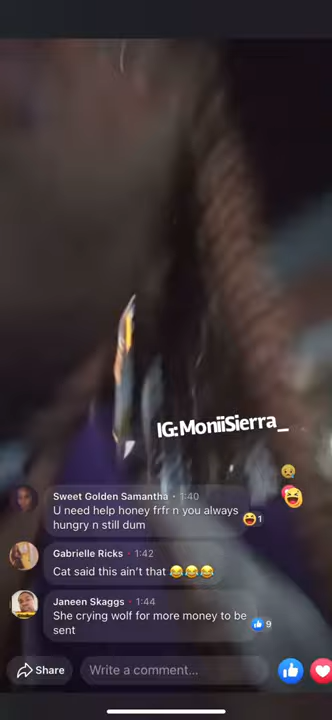 IG:MoniiSierra_
Sweet Golden Samantha · 1:40
U need help honey frfr n you always
hungry n still dum
😆 1
Gabrielle Ricks · 1:42
Cat said this ain't that 😂😂😂
Janeen Skaggs · 1:44
She crying wolf for more money to be
sent
👍 9
Share
Write a comment...